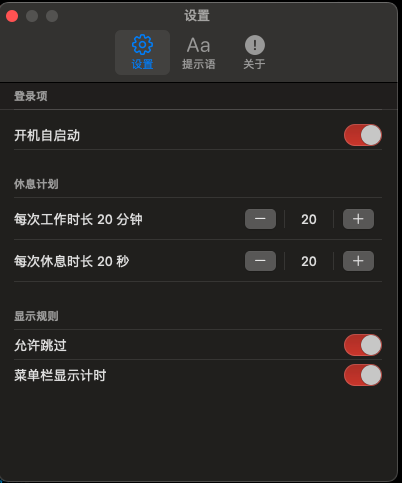 设置
设置 Aa 提示语 关于
登录项
开机自启动
休息计划
每次工作时长 20 分钟 − 20 +
每次休息时长 20 秒 − 20 +
显示规则
允许跳过
菜单栏显示计时